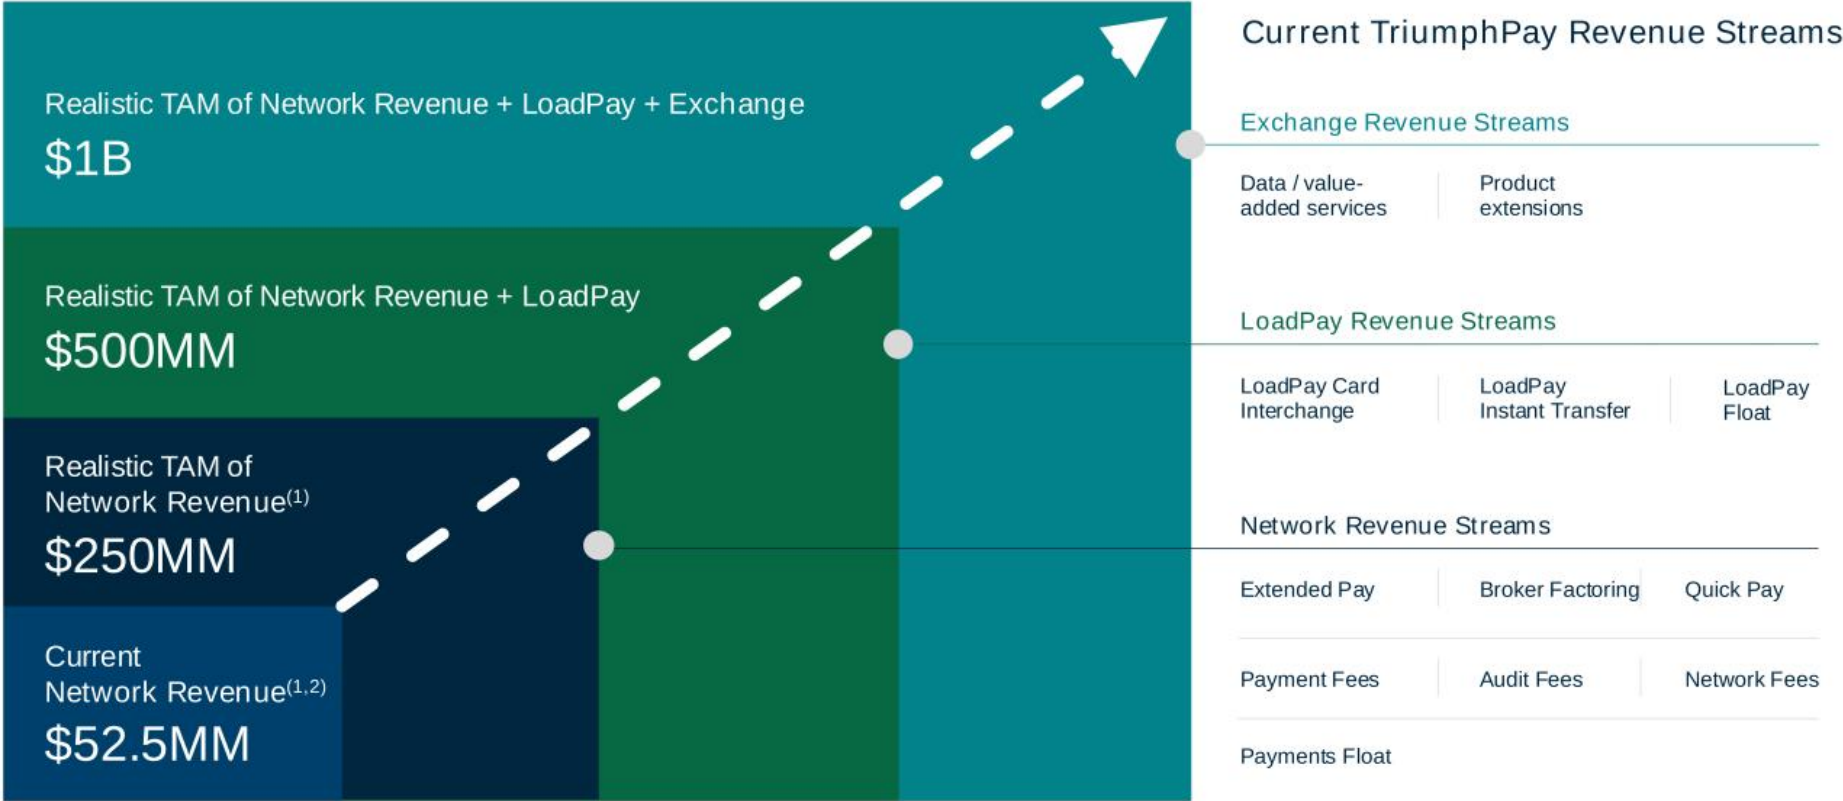 Current TriumphPay Revenue Streams
Realistic TAM of Network Revenue + LoadPay + Exchange
$1B
Realistic TAM of Network Revenue + LoadPay
$500MM
Realistic TAM of
Network Revenue(1)
$250MM
Current
Network Revenue(1,2)
$52.5MM
Exchange Revenue Streams
Data / value-
added services
Product
extensions
LoadPay Revenue Streams
LoadPay Card
Interchange
LoadPay
Instant Transfer
LoadPay
Float
Network Revenue Streams
Extended Pay
Broker Factoring
Quick Pay
Payment Fees
Audit Fees
Network Fees
Payments Float